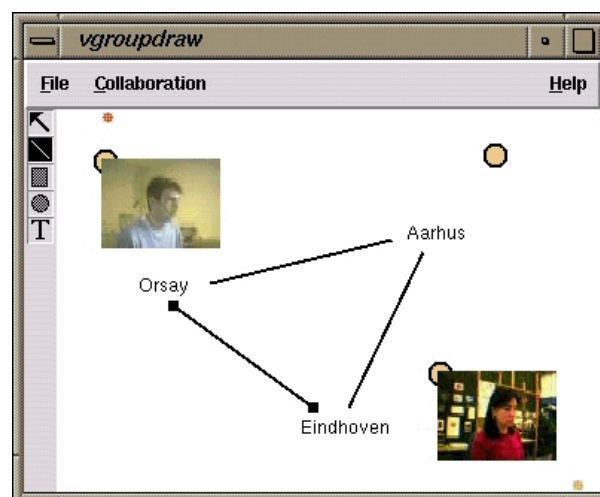 vgroupdraw
File Collaboration Help
T
Aarhus
Orsay
Eindhoven